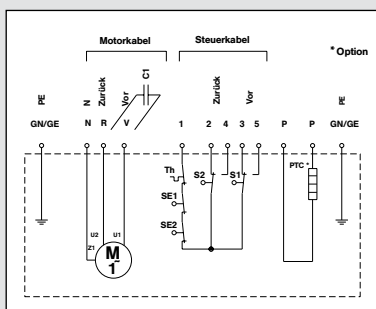 Motorkabel
Steuerkabel
* Option
PE
N
Zurück
Vor
C1
Zurück
Vor
PE
GN/GE
N
R
V
1
2
4
3
5
P
P
GN/GE
Th
S2
S1
PTC *
SE1
SE2
U2
U1
Z1
M
1~